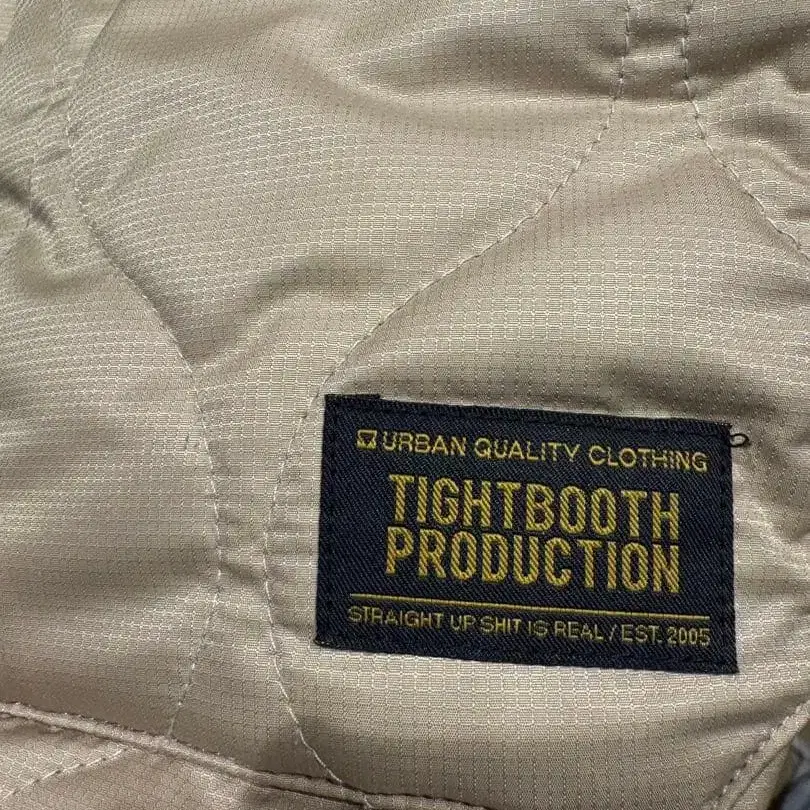 URBAN QUALITY CLOTHING
TIGHTBOOTH
PRODUCTION
STRAIGHT UP SHIT IS REAL / EST. 2005